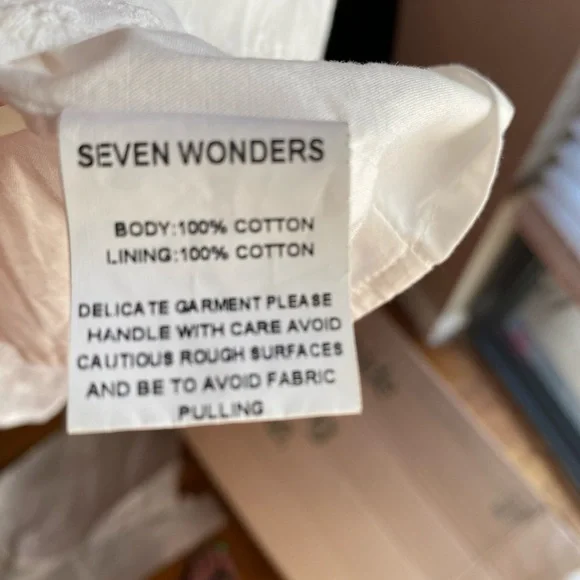 SEVEN WONDERS
BODY:100% COTTON
LINING:100% COTTON
DELICATE GARMENT PLEASE
HANDLE WITH CARE AVOID
CAUTIOUS ROUGH SURFACES
AND BE TO AVOID FABRIC
PULLING